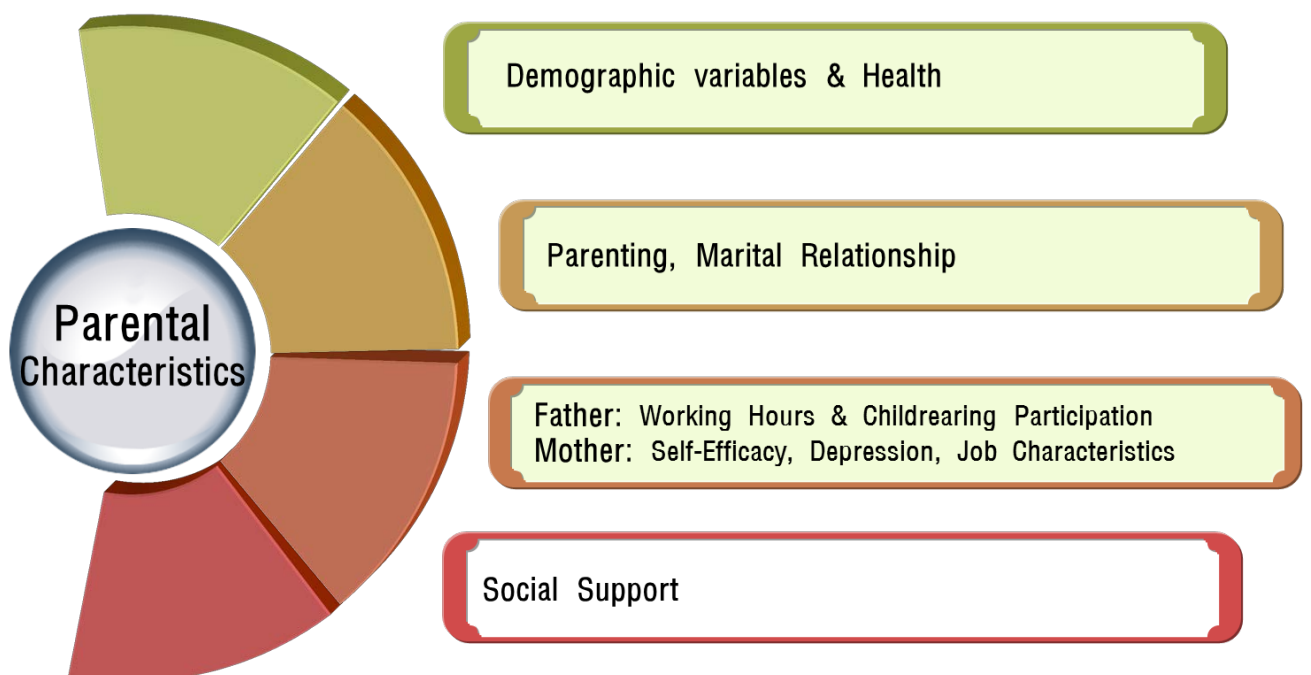 Demographic variables & Health
Parenting, Marital Relationship
Parental
Characteristics
Father: Working Hours & Childrearing Participation
Mother: Self-Efficacy, Depression, Job Characteristics
Social Support